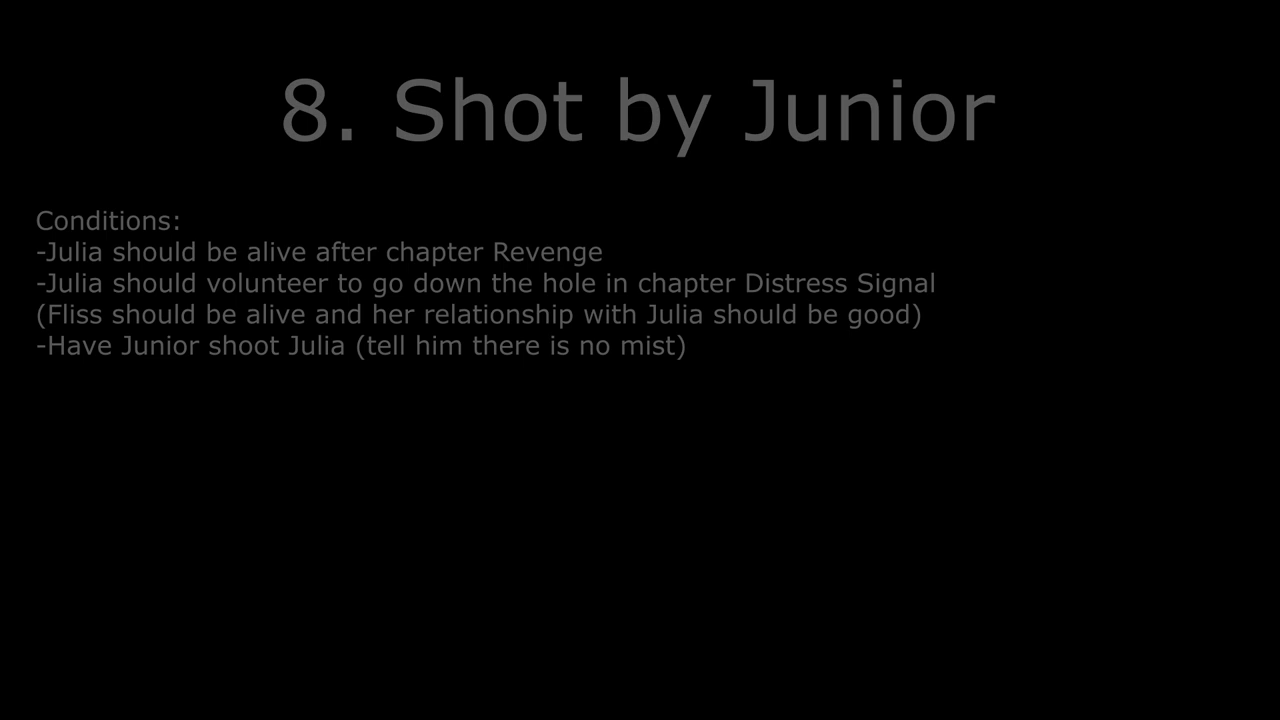 8. Shot by Junior
Conditions:
-Julia should be alive after chapter Revenge
-Julia should volunteer to go down the hole in chapter Distress Signal
(Fliss should be alive and her relationship with Julia should be good)
-Have Junior shoot Julia (tell him there is no mist)